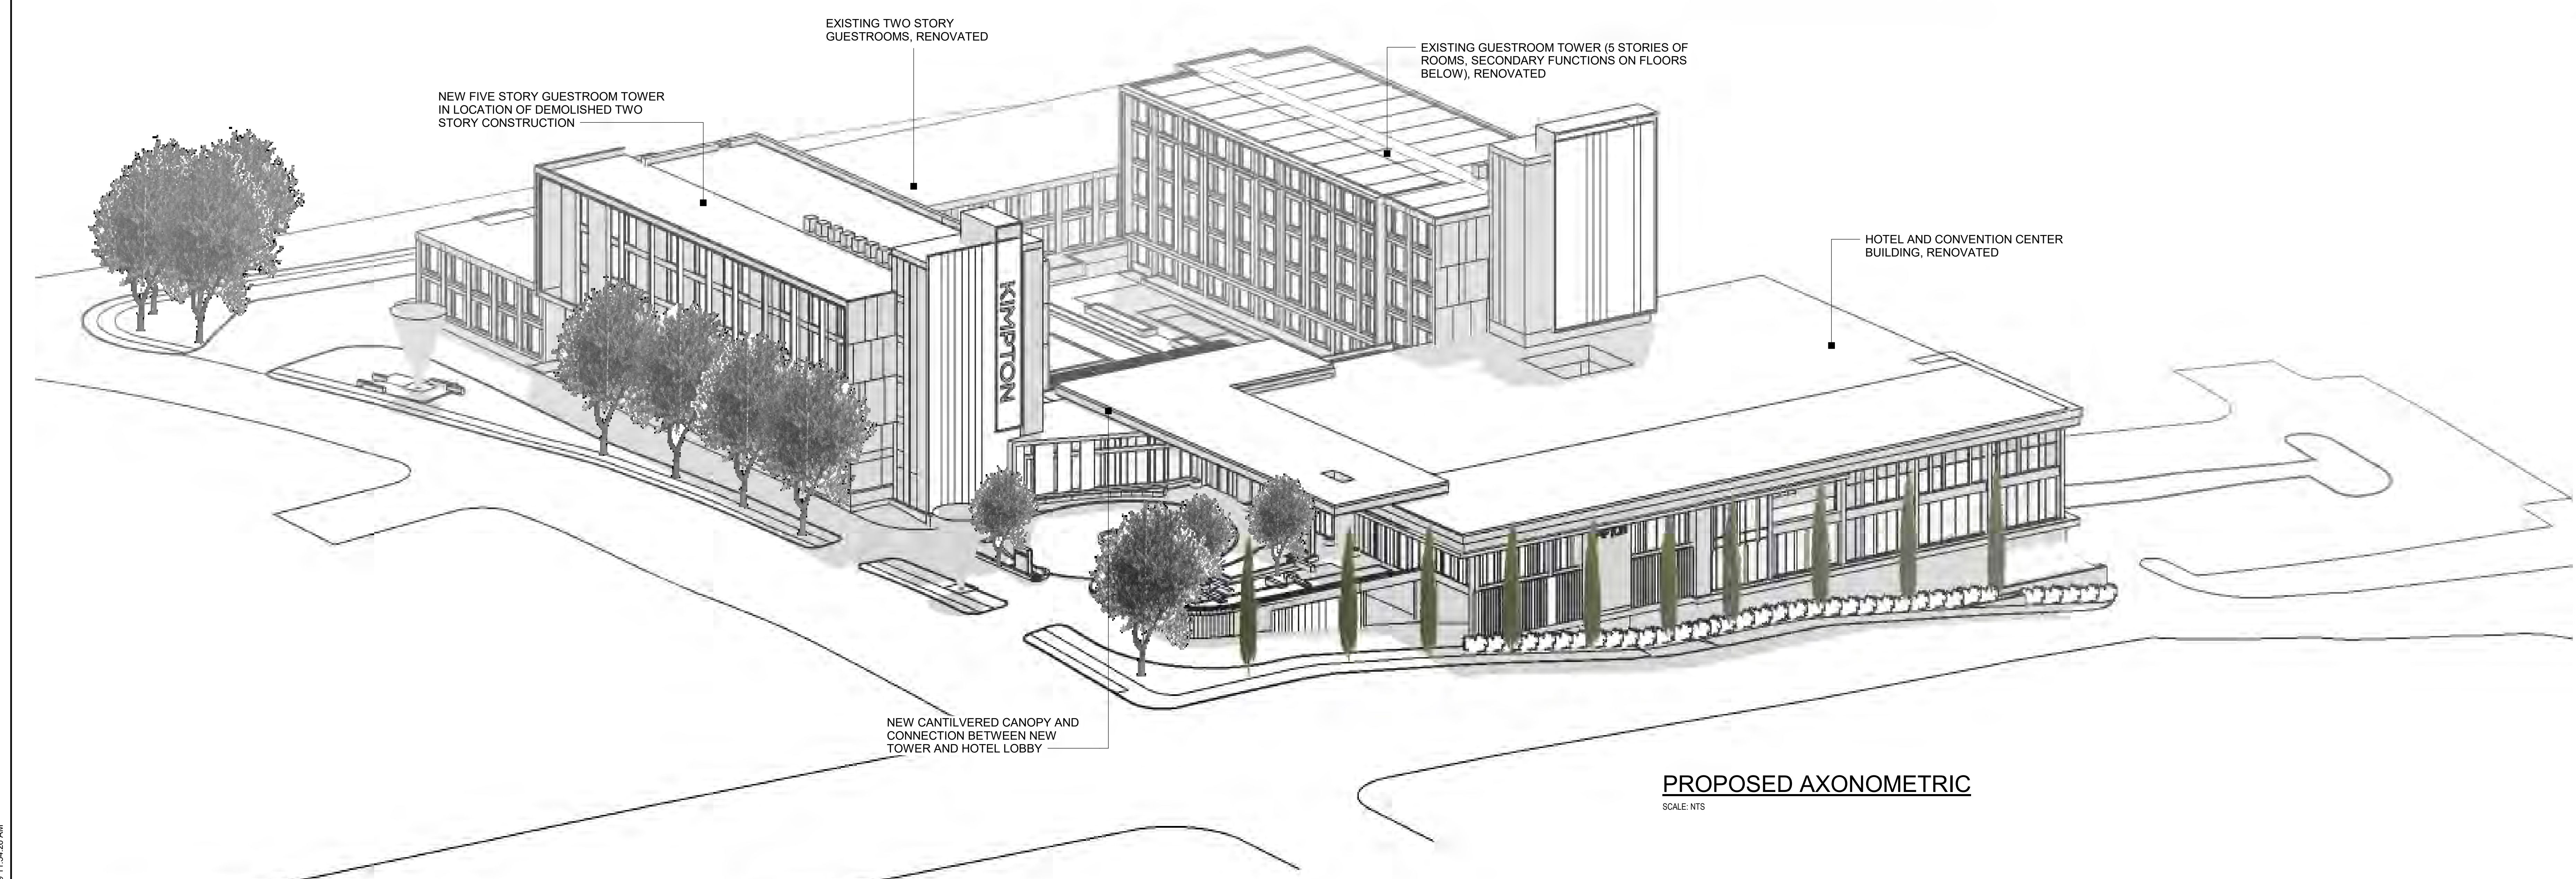 EXISTING TWO STORY
GUESTROOMS, RENOVATED
EXISTING GUESTROOM TOWER (5 STORIES OF
ROOMS, SECONDARY FUNCTIONS ON FLOORS
BELOW), RENOVATED
NEW FIVE STORY GUESTROOM TOWER
IN LOCATION OF DEMOLISHED TWO
STORY CONSTRUCTION
HOTEL AND CONVENTION CENTER
BUILDING, RENOVATED
KIMPTON
NEW CANTILVERED CANOPY AND
CONNECTION BETWEEN NEW
TOWER AND HOTEL LOBBY
PROPOSED AXONOMETRIC
SCALE: NTS